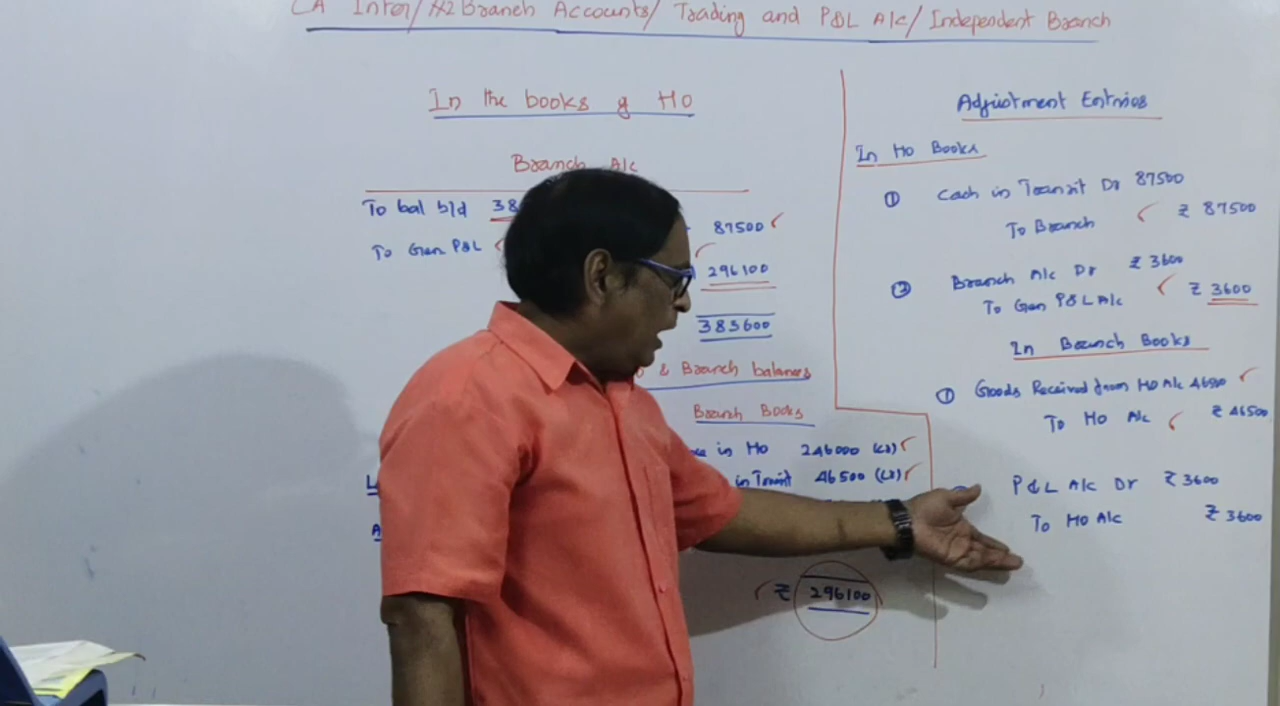 CA Inter/ A2 Branch Accounts/ Trading and P&L A/c/ Independent Branch
In the books of HO
Branch A/c
To bal b/d 38
87500
To Gen P&L
296100
383600
& Branch balances
Branch Books
in HO 246000 (Cr)
in Transit 46500 (Cr)
₹ 296100
Adjustment Entries
In HO Books
① Cash in Transit Dr 87500
To Branch ₹ 87500
② Branch A/c Dr ₹ 3600
To Gen P&L A/c ₹ 3600
In Branch Books
① Goods Received from HO A/c 46500
To HO A/c ₹ 46500
P&L A/c Dr ₹ 3600
To HO A/c ₹ 3600